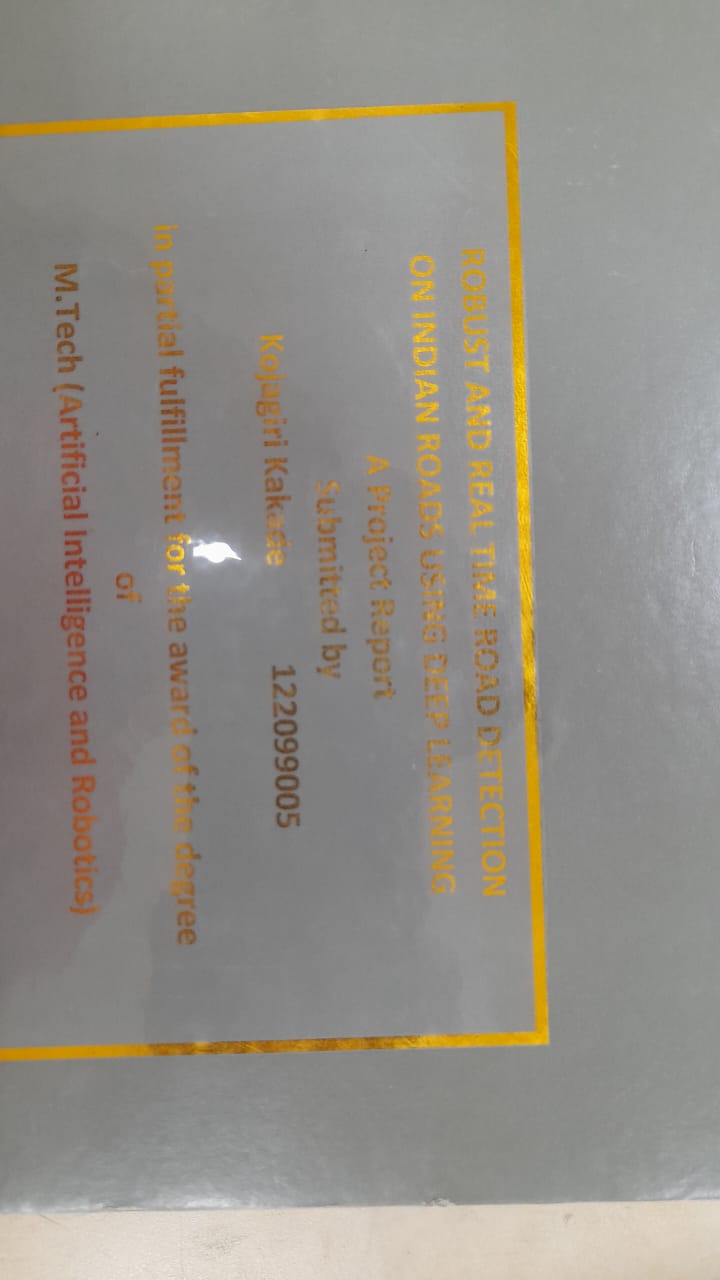 ROBUST AND REAL TIME ROAD DETECTION
ON INDIAN ROADS USING DEEP LEARNING
A Project Report
Submitted by
Kojagiri Kakade 122099005
in partial fulfillment for the award of the degree
of
M.Tech (Artificial Intelligence and Robotics)